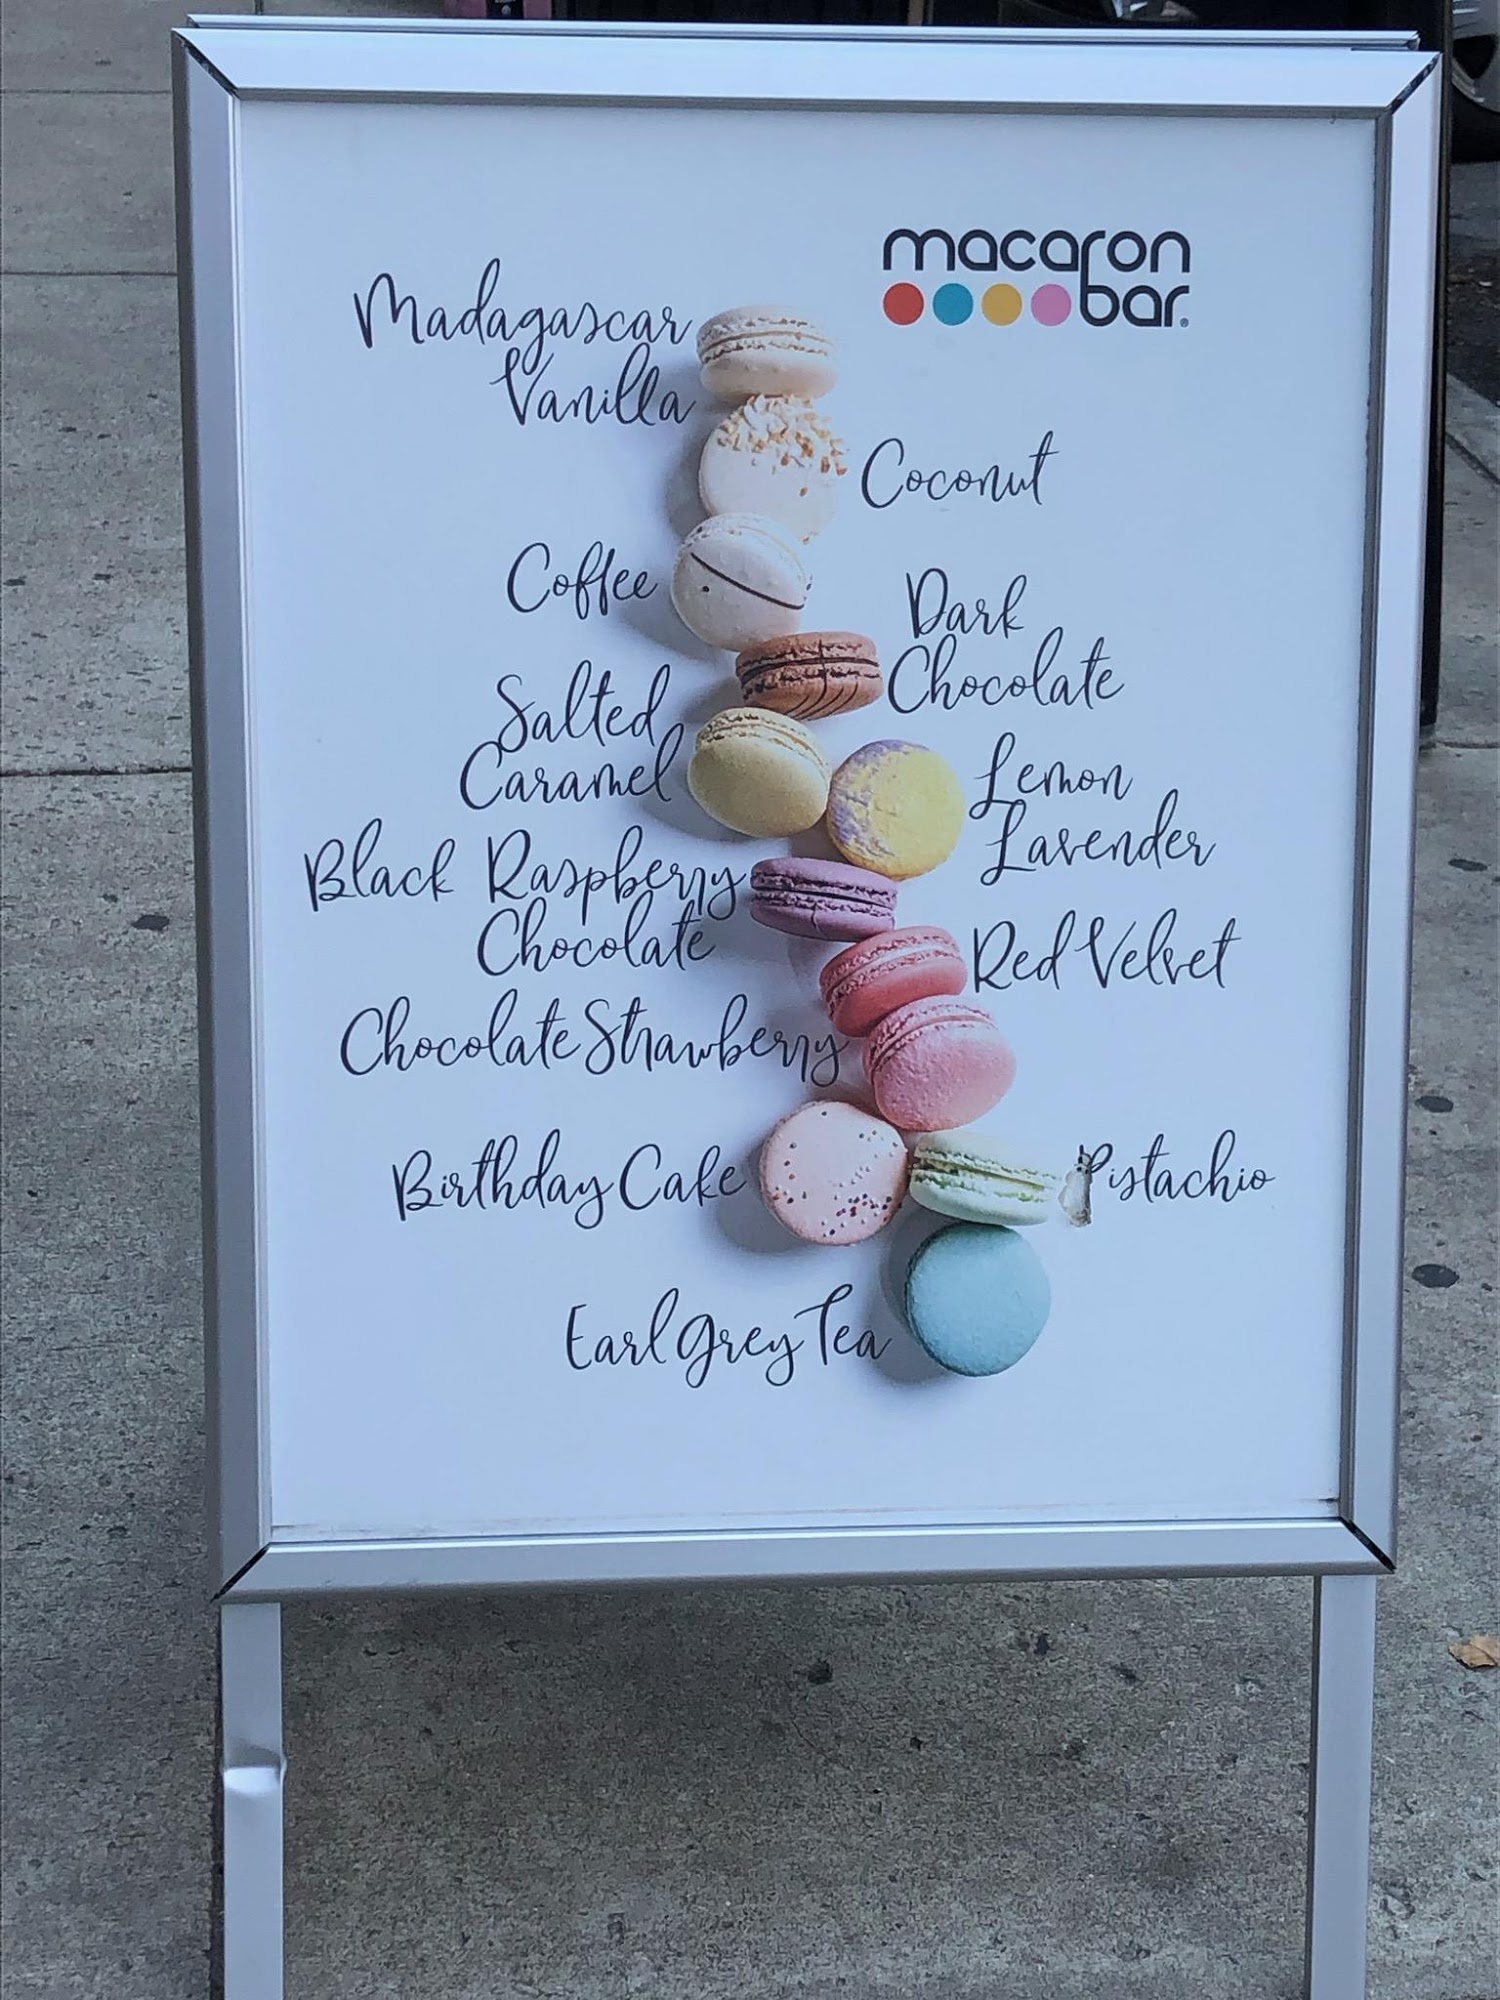 macaron
bar
Madagascar
Vanilla
Coconut
Coffee
Dark
Chocolate
Salted
Caramel
Lemon
Lavender
Black Raspberry
Chocolate
Red Velvet
Chocolate Strawberry
Birthday Cake
Pistachio
Earl Grey Tea